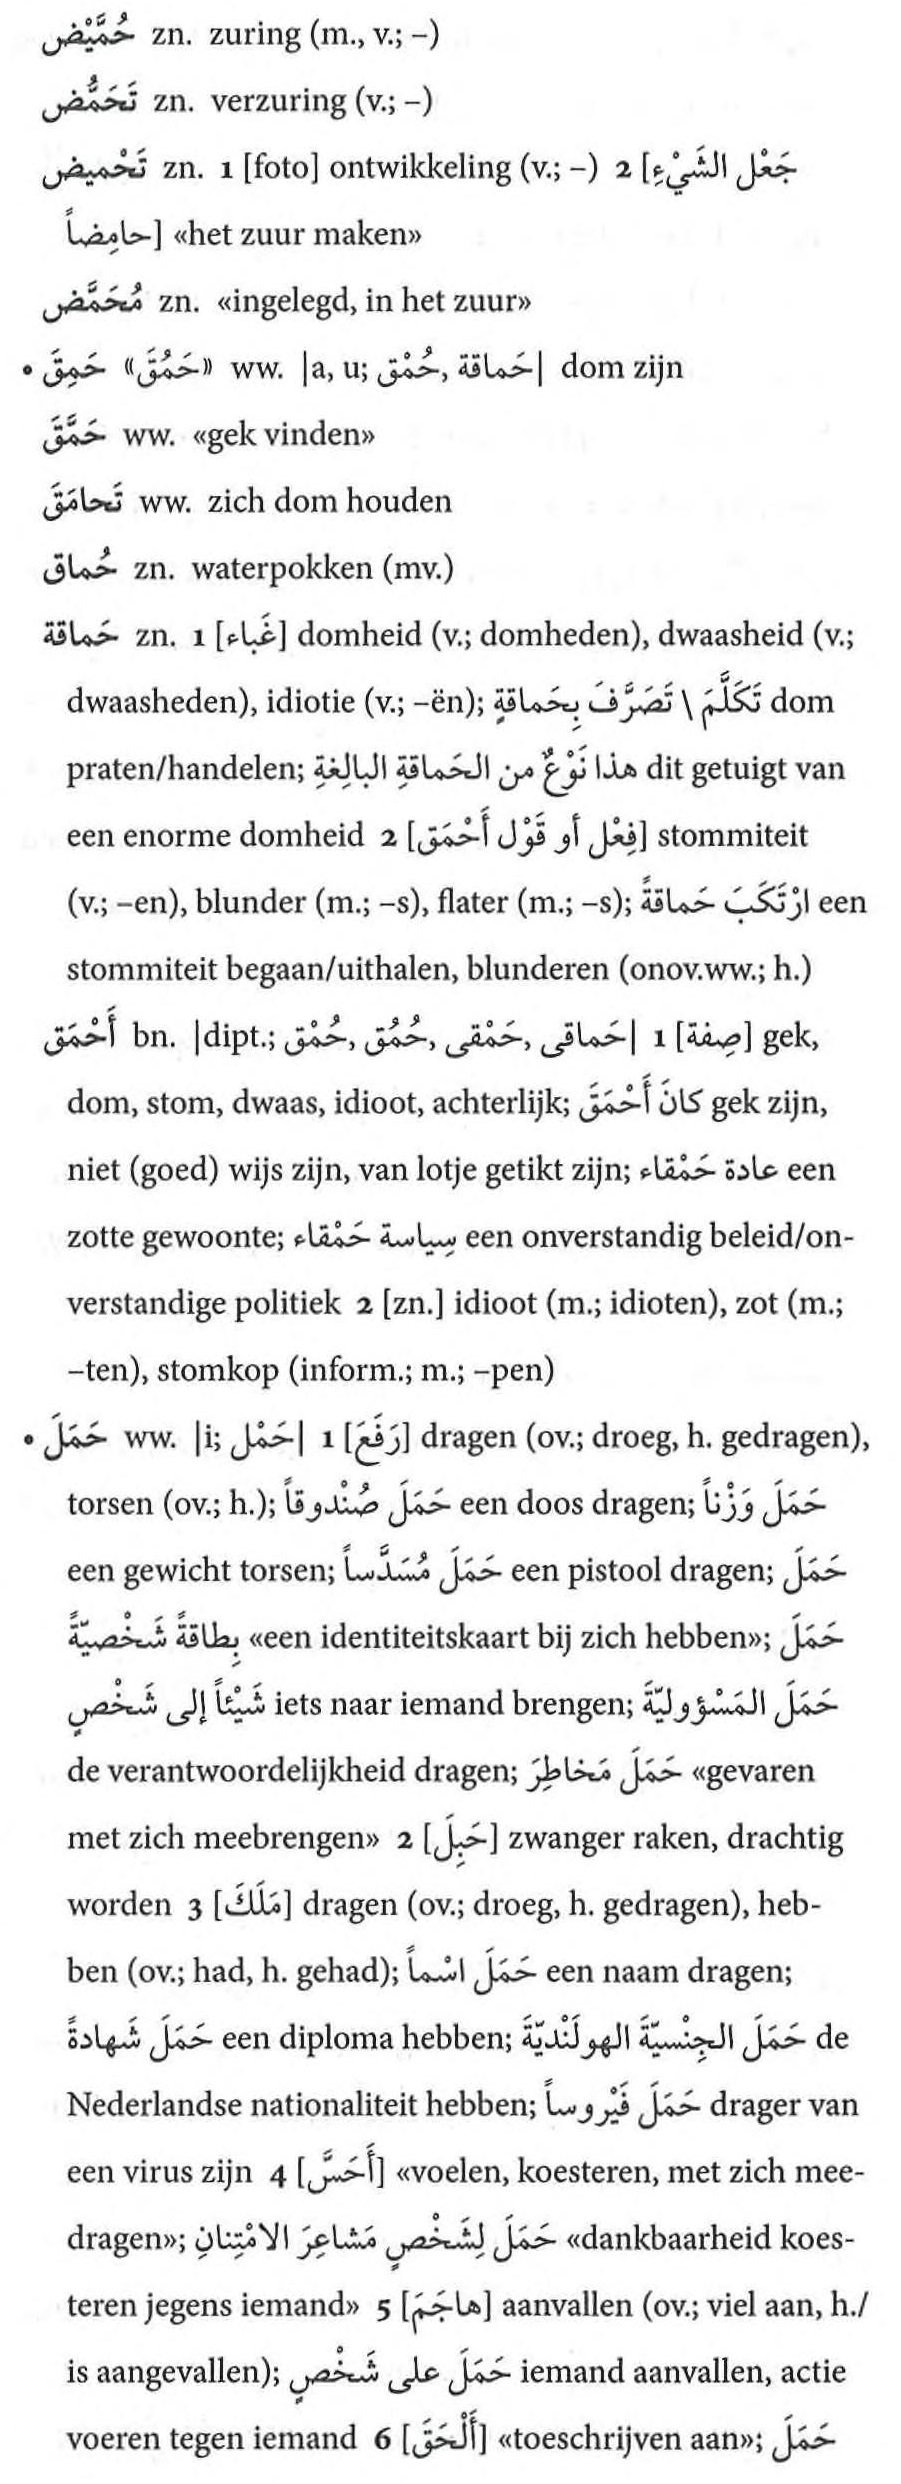 حُمَّيْض zn. zuring (m., v.; –)
تَحَمُّض zn. verzuring (v.; –)
تَحْميض zn. 1 [foto] ontwikkeling (v.; –) 2 [جَعْل الشَيْءِ
حامِضاً] «het zuur maken»
مُحَمَّض zn. «ingelegd, in het zuur»
• حَمِقَ «حَمُقَ» ww. |a, u; حُمْق, حَماقة| dom zijn
حَمَّقَ ww. «gek vinden»
تَحامَقَ ww. zich dom houden
حُماق zn. waterpokken (mv.)
حَماقة zn. 1 [غَباء] domheid (v.; domheden), dwaasheid (v.;
dwaasheden), idiotie (v.; –ën); تَكَلَّمَ \ تَصَرَّفَ بِحَماقةٍ dom
praten/handelen; هذا نَوْعٌ من الحَماقةِ البالِغةِ dit getuigt van
een enorme domheid 2 [فِعْل أو قَوْل أَحْمَق] stommiteit
(v.; –en), blunder (m.; –s), flater (m.; –s); ارْتَكَبَ حَماقةً een
stommiteit begaan/uithalen, blunderen (onov.ww.; h.)
أَحْمَق bn. |dipt.; حُمْق, حُمُق, حَمْقى, حَماقى| 1 [صِفة] gek,
dom, stom, dwaas, idioot, achterlijk; كانَ أَحْمَقَ gek zijn,
niet (goed) wijs zijn, van lotje getikt zijn; عادة حَمْقاء een
zotte gewoonte; سِياسة حَمْقاء een onverstandig beleid/on-
verstandige politiek 2 [zn.] idioot (m.; idioten), zot (m.;
–ten), stomkop (inform.; m.; –pen)
• حَمَلَ ww. |i; حَمْل| 1 [رَفَعَ] dragen (ov.; droeg, h. gedragen),
torsen (ov.; h.); حَمَلَ صُنْدوقاً een doos dragen; حَمَلَ وَزْناً
een gewicht torsen; حَمَلَ مُسَدَّساً een pistool dragen; حَمَلَ
بِطاقةً شَخْصيّةً «een identiteitskaart bij zich hebben»; حَمَلَ
شَيْئاً إلى شَخْصٍ iets naar iemand brengen; حَمَلَ المَسْؤوليّةَ
de verantwoordelijkheid dragen; حَمَلَ مَخاطِرَ «gevaren
met zich meebrengen» 2 [حَبِلَ] zwanger raken, drachtig
worden 3 [مَلَكَ] dragen (ov.; droeg, h. gedragen), heb-
ben (ov.; had, h. gehad); حَمَلَ اسْماً een naam dragen;
حَمَلَ شَهادةً een diploma hebben; حَمَلَ الجِنْسيّةَ الهولَنْديّةَ de
Nederlandse nationaliteit hebben; حَمَلَ فَيْروساً drager van
een virus zijn 4 [أَحَسَّ] «voelen, koesteren, met zich mee-
dragen»; حَمَلَ لِشَخْصٍ مَشاعِرَ الامْتِنانِ «dankbaarheid koes-
teren jegens iemand» 5 [هاجَمَ] aanvallen (ov.; viel aan, h./
is aangevallen); حَمَلَ على شَخْصٍ iemand aanvallen, actie
voeren tegen iemand 6 [أَلْحَقَ] «toeschrijven aan»; حَمَلَ